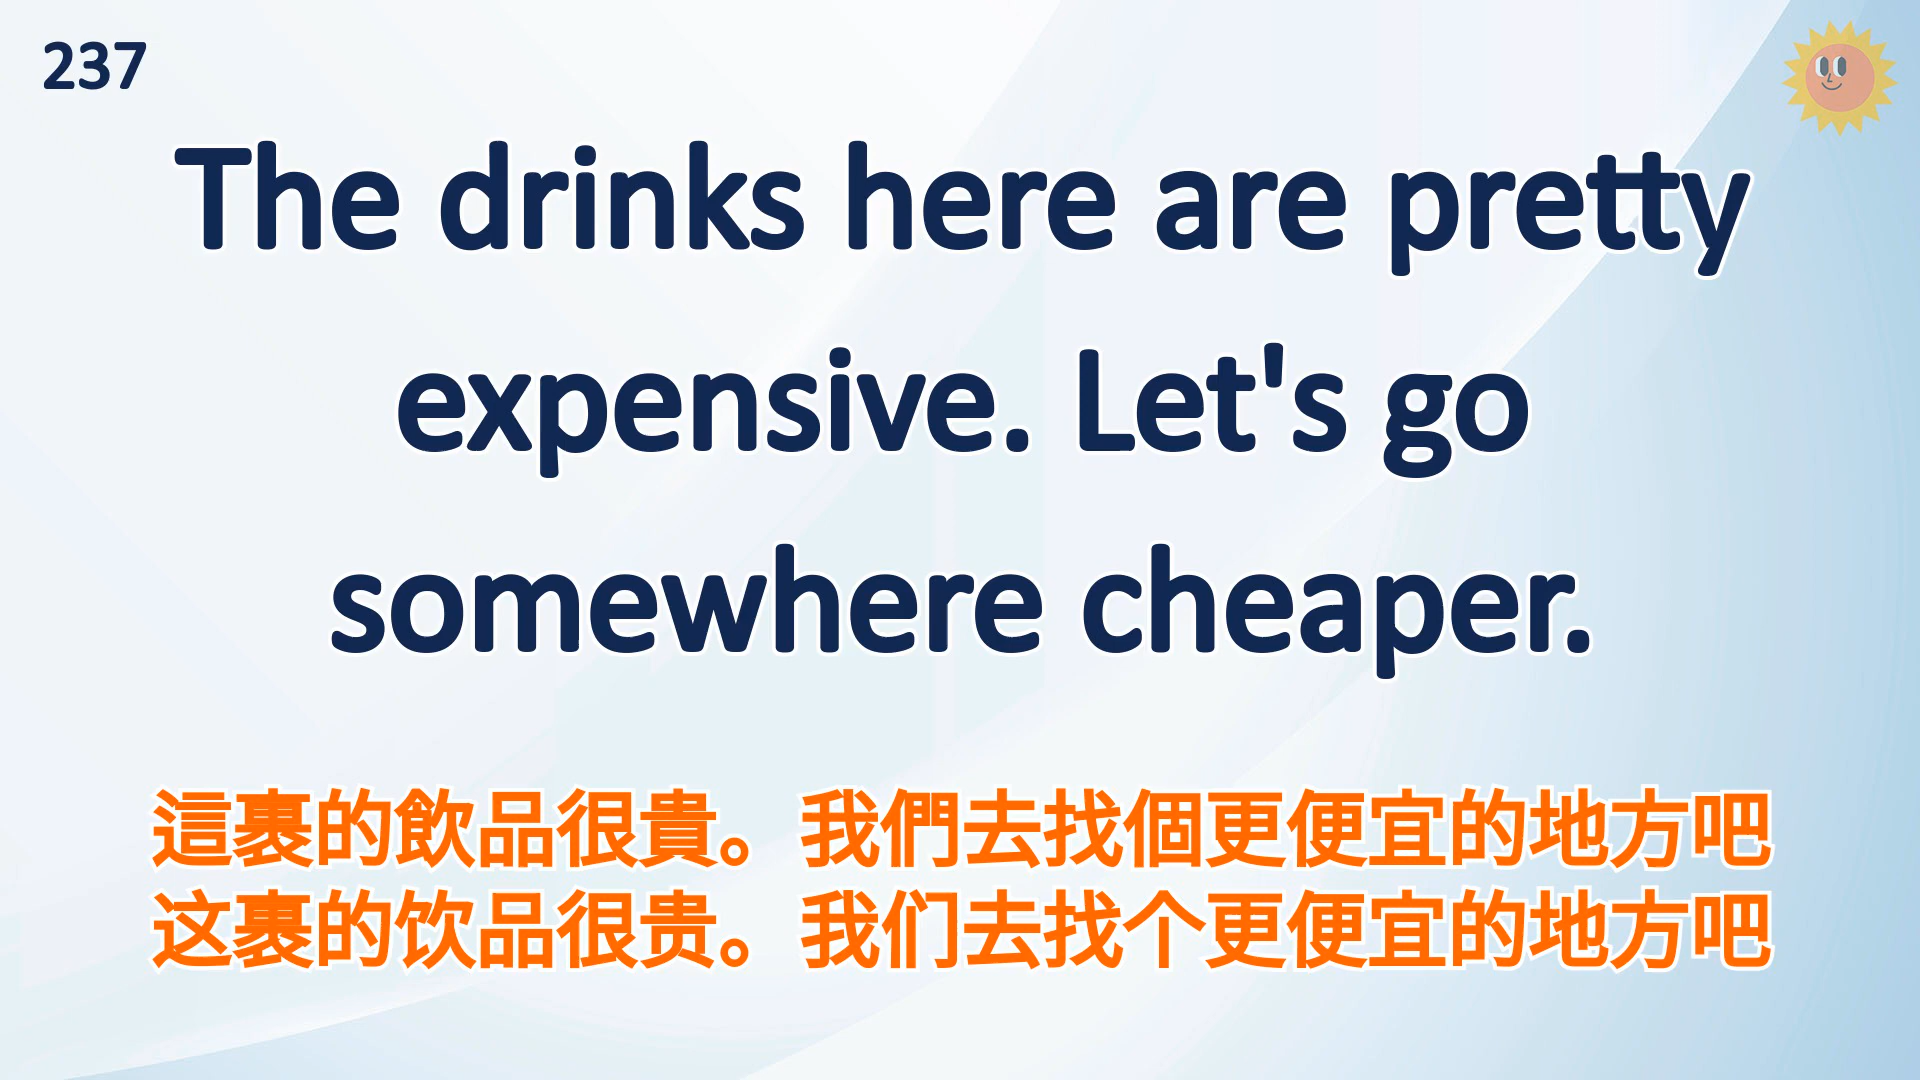 237
The drinks here are pretty
expensive. Let's go
somewhere cheaper.
這裹的飲品很貴。我們去找個更便宜的地方吧
这裹的饮品很贵。我们去找个更便宜的地方吧